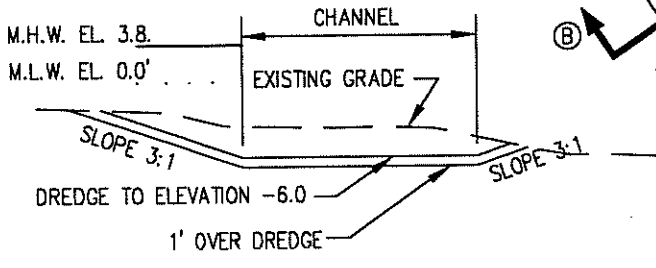 CHANNEL
M.H.W. EL. 3.8.
M.L.W. EL. 0.0'
B
EXISTING GRADE
SLOPE 3:1
SLOPE 3:1
DREDGE TO ELEVATION -6.0
1' OVER DREDGE